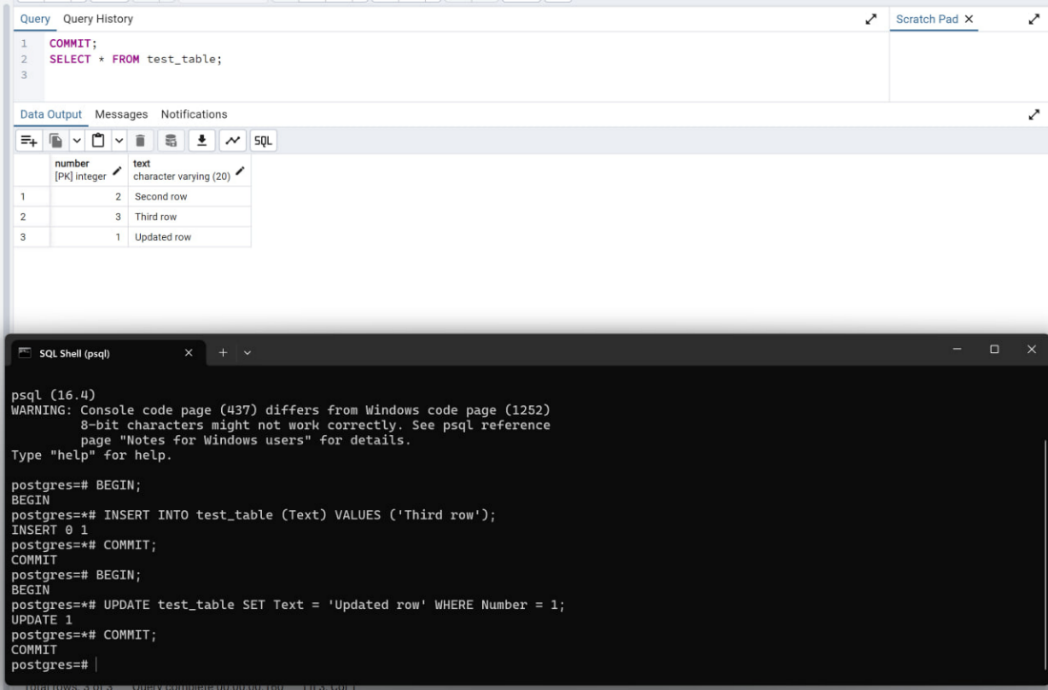 Query Query History Scratch Pad X
1 COMMIT;
2 SELECT * FROM test_table;
3
Data Output Messages Notifications
SQL
number text
[PK] integer character varying (20)
1 2 Second row
2 3 Third row
3 1 Updated row
SQL Shell (psql)
psql (16.4)
WARNING: Console code page (437) differs from Windows code page (1252)
8-bit characters might not work correctly. See psql reference
page "Notes for Windows users" for details.
Type "help" for help.
postgres=# BEGIN;
BEGIN
postgres=*# INSERT INTO test_table (Text) VALUES ('Third row');
INSERT 0 1
postgres=*# COMMIT;
COMMIT
postgres=# BEGIN;
BEGIN
postgres=*# UPDATE test_table SET Text = 'Updated row' WHERE Number = 1;
UPDATE 1
postgres=*# COMMIT;
COMMIT
postgres=#